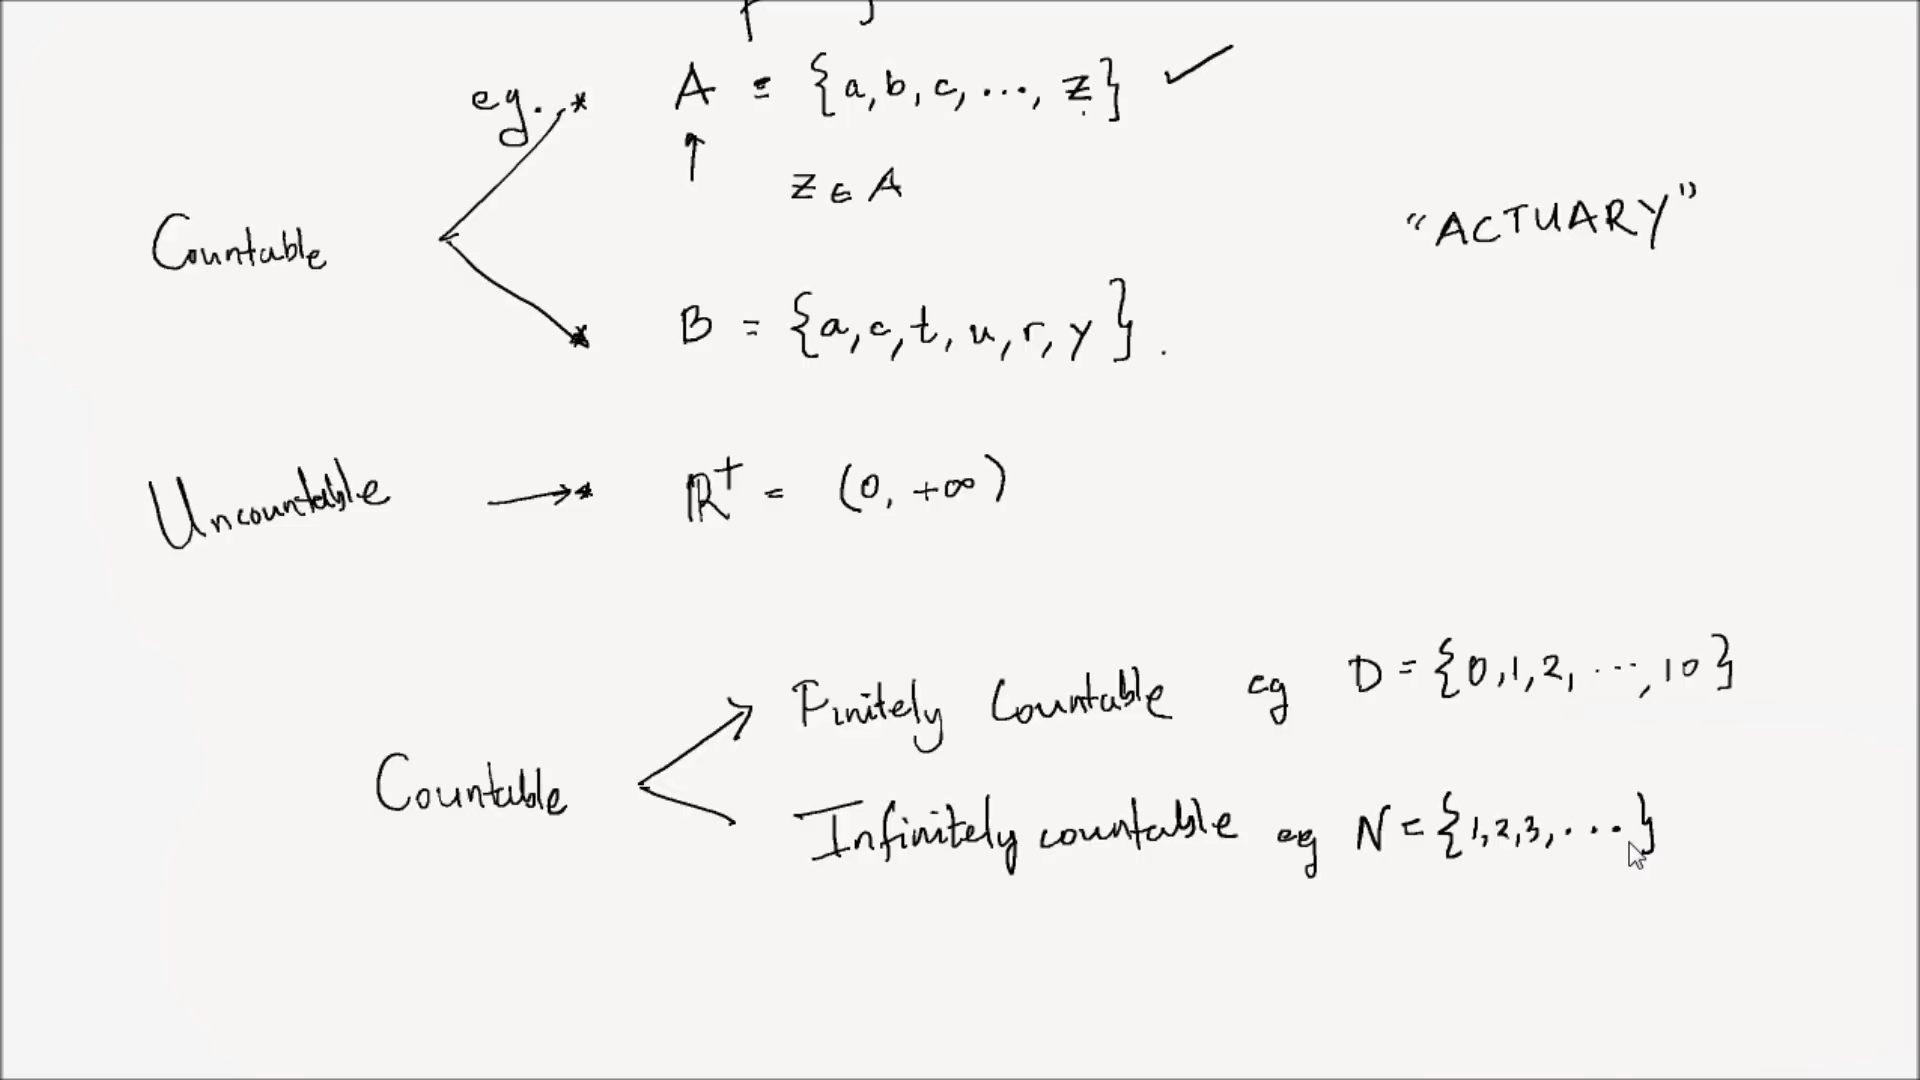 eg. * A = {a, b, c, ..., z} ✓
↑ z ∈ A
Countable
"ACTUARY"
* B = {a, c, t, u, r, y}.
Uncountable → * ℝ⁺ = (0, +∞)
Finitely Countable eg D = {0, 1, 2, ..., 10}
Countable
Infinitely countable eg N = {1, 2, 3, ....}